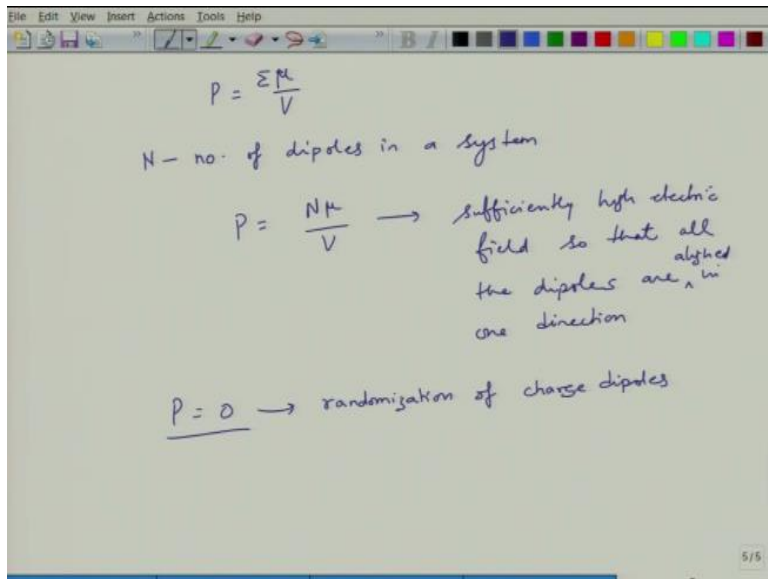 File Edit View Insert Actions Tools Help
B I
P = Σμ/V
N – no. of dipoles in a system
P = Nμ/V → sufficiently high electric
field so that all
aligned
the dipoles are ^ in
one direction
P = 0 → randomization of charge dipoles
5/5